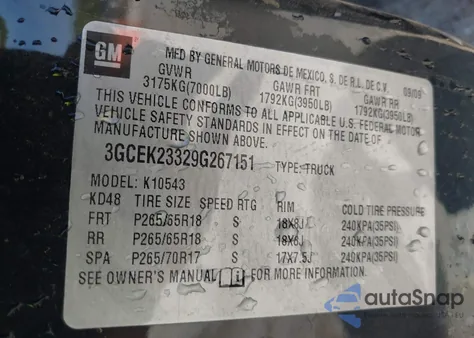 GM
MFD BY GENERAL MOTORS DE MEXICO, S. DE R.L. DE C.V. 09/09
GVWR GAWR FRT GAWR RR
3175KG(7000LB) 1792KG(3950LB) 1792KG(3950LB)
THIS VEHICLE CONFORMS TO ALL APPLICABLE U.S. FEDERAL MOTOR
VEHICLE SAFETY STANDARDS IN EFFECT ON THE DATE OF
MANUFACTURE SHOWN ABOVE.
3GCEK23329G267151 TYPE: TRUCK
MODEL: K10543
KD48 TIRE SIZE SPEED RTG RIM COLD TIRE PRESSURE
FRT P265/65R18 S 18X8J 240KPA(35PSI)
RR P265/65R18 S 18X8J 240KPA(35PSI)
SPA P265/70R17 S 17X7.5J 240KPA(35PSI)
SEE OWNER'S MANUAL FOR MORE INFORMATION.
autoSnap